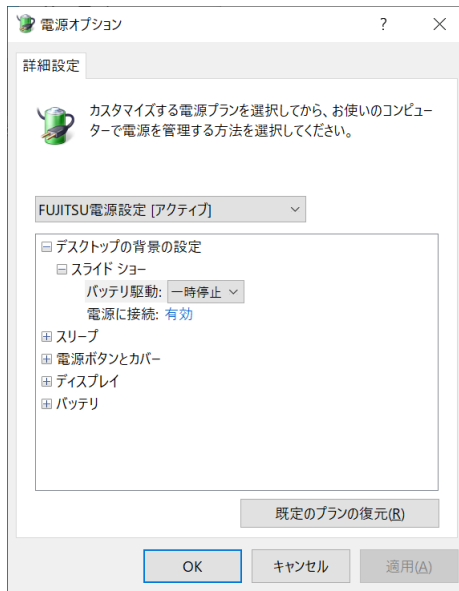 電源オプション
詳細設定
カスタマイズする電源プランを選択してから、お使いのコンピュー
ターで電源を管理する方法を選択してください。
FUJITSU電源設定 [アクティブ]
デスクトップの背景の設定
スライド ショー
バッテリ駆動: 一時停止
電源に接続: 有効
スリープ
電源ボタンとカバー
ディスプレイ
バッテリ
既定のプランの復元(R)
OK キャンセル 適用(A)